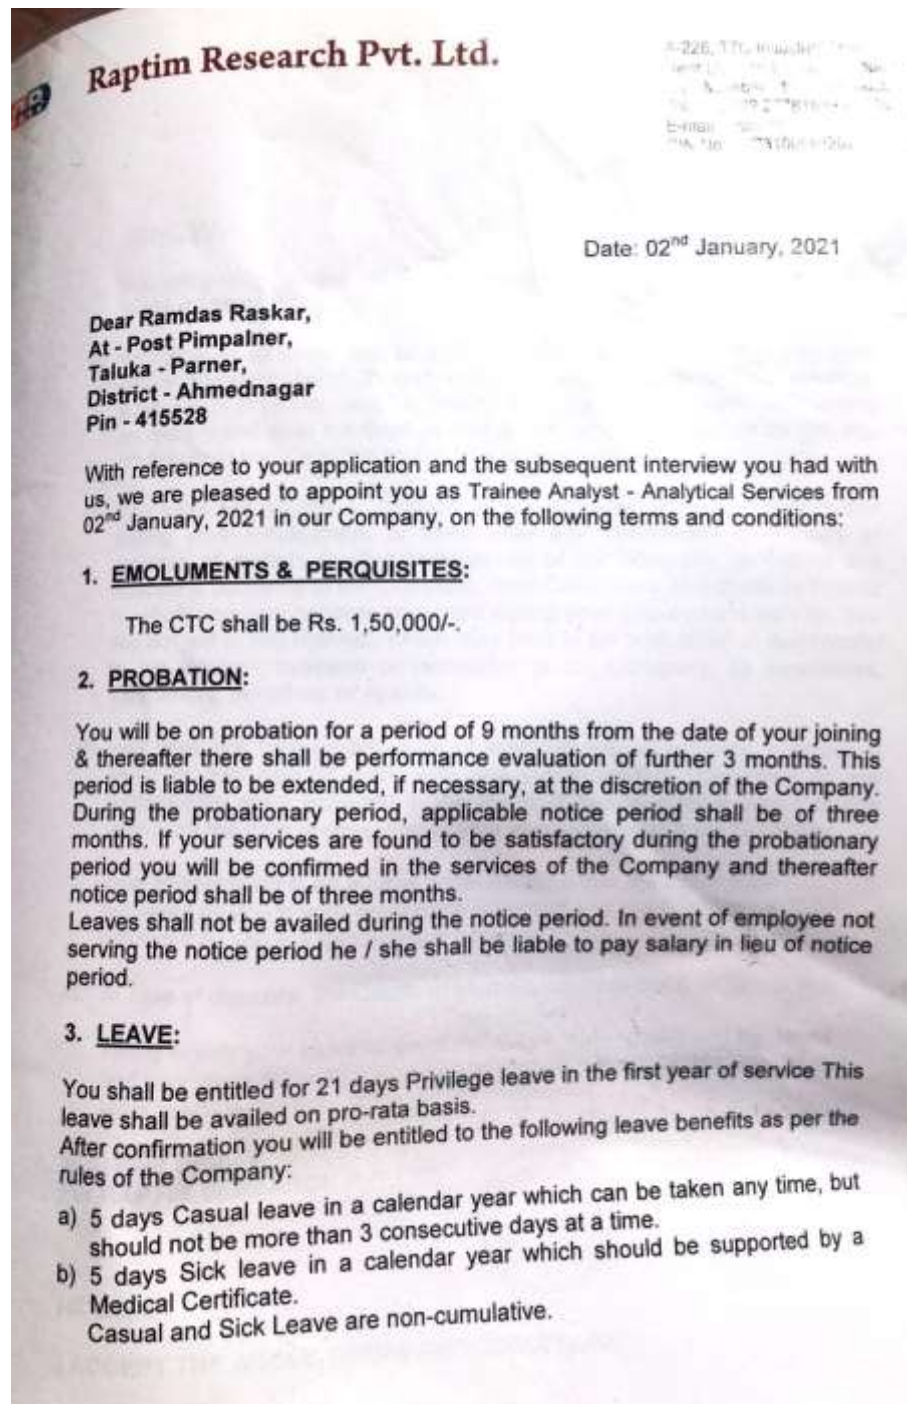 Raptim Research Pvt. Ltd.
A-226, TTC
E-mail
Date: 02nd January, 2021
Dear Ramdas Raskar,
At - Post Pimpalner,
Taluka - Parner,
District - Ahmednagar
Pin - 415528
With reference to your application and the subsequent interview you had with
us, we are pleased to appoint you as Trainee Analyst - Analytical Services from
02nd January, 2021 in our Company, on the following terms and conditions:
1. EMOLUMENTS & PERQUISITES:
The CTC shall be Rs. 1,50,000/-.
2. PROBATION:
You will be on probation for a period of 9 months from the date of your joining
& thereafter there shall be performance evaluation of further 3 months. This
period is liable to be extended, if necessary, at the discretion of the Company.
During the probationary period, applicable notice period shall be of three
months. If your services are found to be satisfactory during the probationary
period you will be confirmed in the services of the Company and thereafter
notice period shall be of three months.
Leaves shall not be availed during the notice period. In event of employee not
serving the notice period he / she shall be liable to pay salary in lieu of notice
period.
3. LEAVE:
You shall be entitled for 21 days Privilege leave in the first year of service This
leave shall be availed on pro-rata basis.
After confirmation you will be entitled to the following leave benefits as per the
rules of the Company:
a) 5 days Casual leave in a calendar year which can be taken any time, but
should not be more than 3 consecutive days at a time.
b) 5 days Sick leave in a calendar year which should be supported by a
Medical Certificate.
Casual and Sick Leave are non-cumulative.